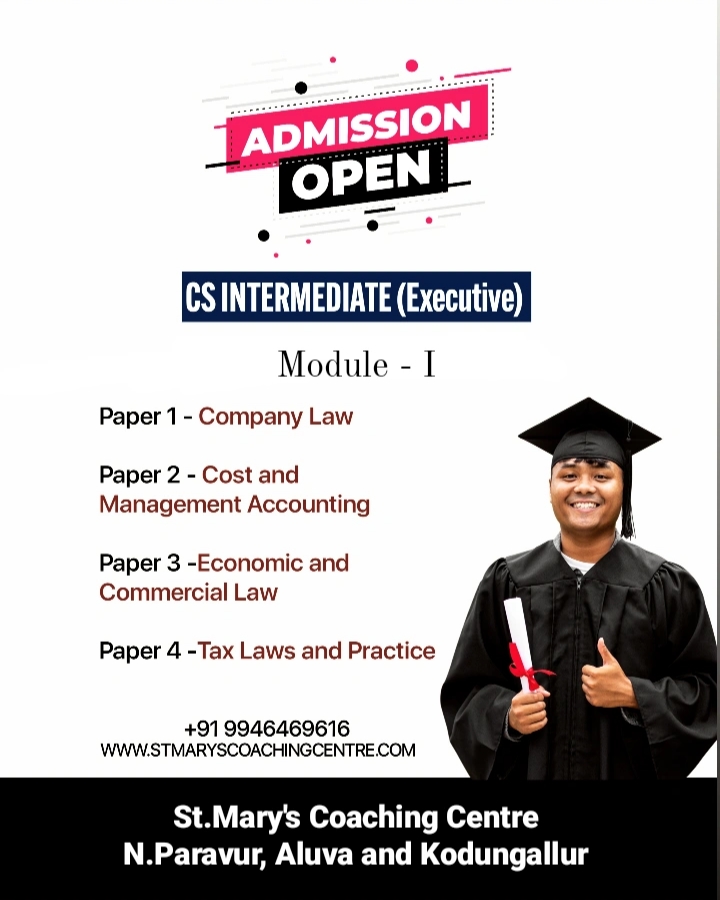 ADMISSION
OPEN
CS INTERMEDIATE (Executive)
Module - I
Paper 1 - Company Law
Paper 2 - Cost and
Management Accounting
Paper 3 -Economic and
Commercial Law
Paper 4 -Tax Laws and Practice
+91 9946469616
WWW.STMARYSCOACHINGCENTRE.COM
St.Mary's Coaching Centre
N.Paravur, Aluva and Kodungallur